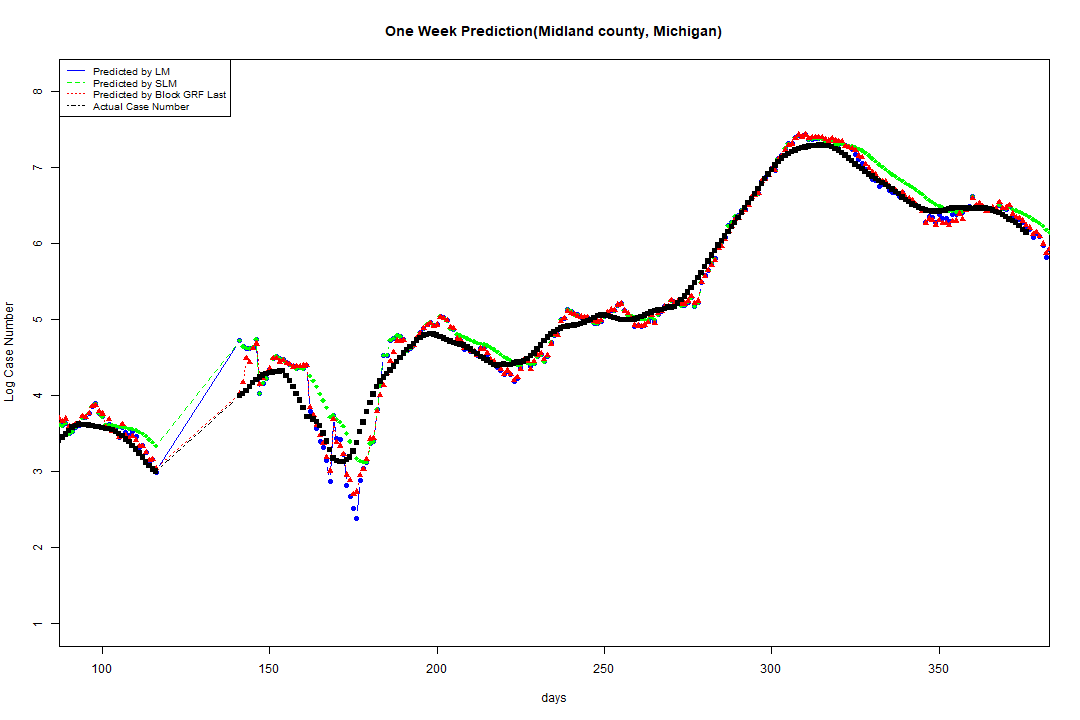 One Week Prediction(Midland county, Michigan)
Predicted by LM
Predicted by SLM
Predicted by Block GRF Last
Actual Case Number
Log Case Number
8
7
6
5
4
3
2
1
100 150 200 250 300 350
days